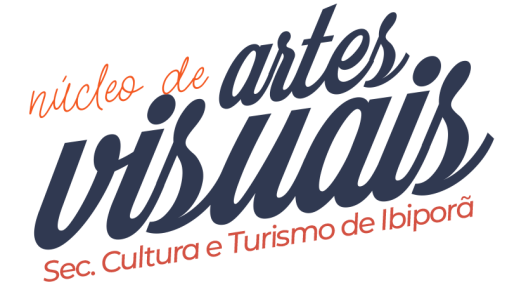 núcleo de artes
visuais
Sec. Cultura e Turismo de Ibiporã